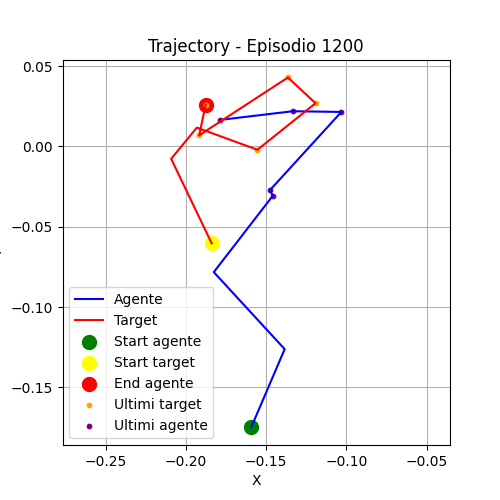 Trajectory - Episodio 1200
0.05
0.00
−0.05
−0.10
−0.15
Agente
Target
Start agente
Start target
End agente
Ultimi target
Ultimi agente
−0.25
−0.20
−0.15
−0.10
−0.05
X